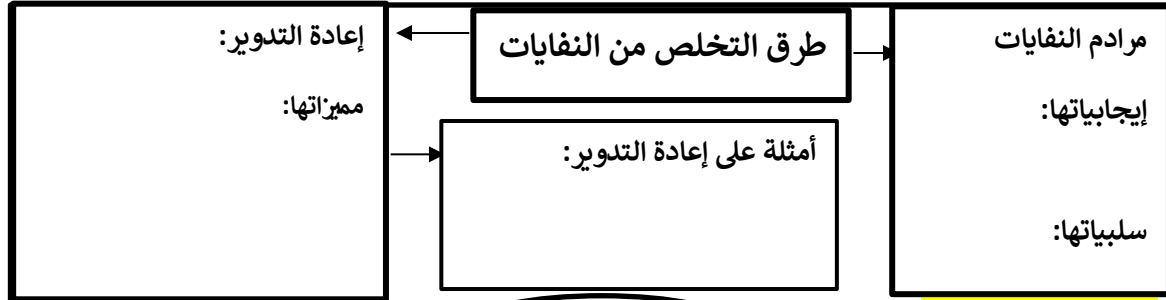 مرادم النفايات
إيجابياتها:
سلبياتها:
طرق التخلص من النفايات
إعادة التدوير:
مميزاتها:
أمثلة على إعادة التدوير: